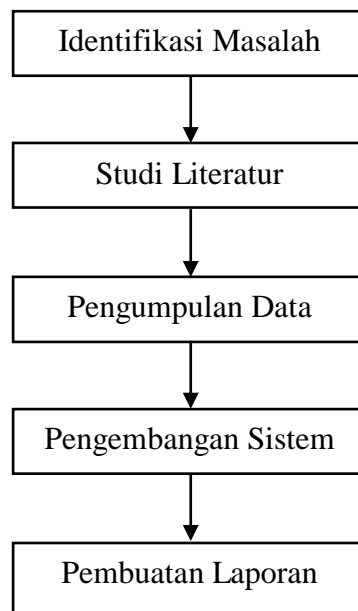 Identifikasi Masalah
Studi Literatur
Pengumpulan Data
Pengembangan Sistem
Pembuatan Laporan